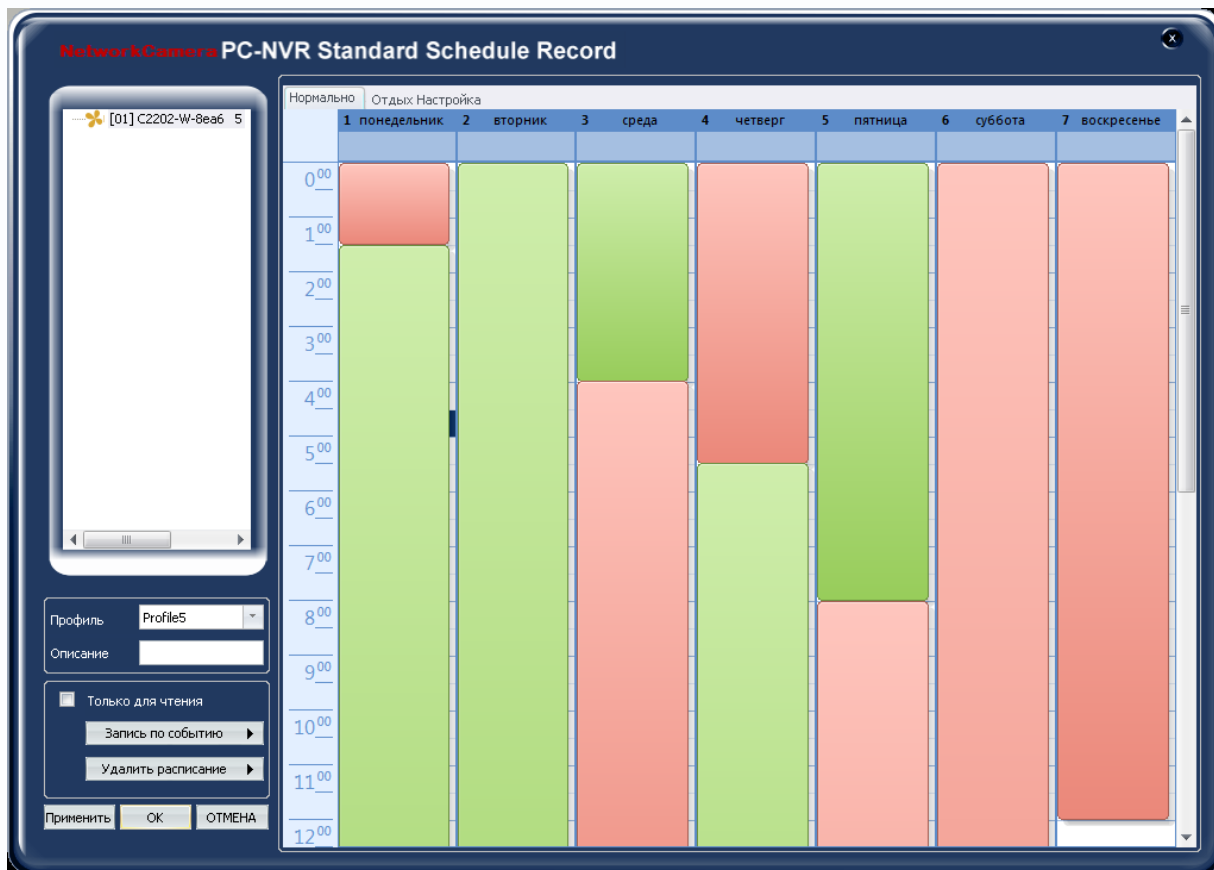 NetworkCamera PC-NVR Standard Schedule Record
x
[01] C2202-W-8ea6 5
Нормально Отдых Настройка
1 понедельник 2 вторник 3 среда 4 четверг 5 пятница 6 суббота 7 воскресенье
0 00
1 00
2 00
3 00
4 00
5 00
6 00
7 00
8 00
9 00
10 00
11 00
12 00
Профиль Profile5
Описание
Только для чтения
Запись по событию
Удалить расписание
Применить OK ОТМЕНА